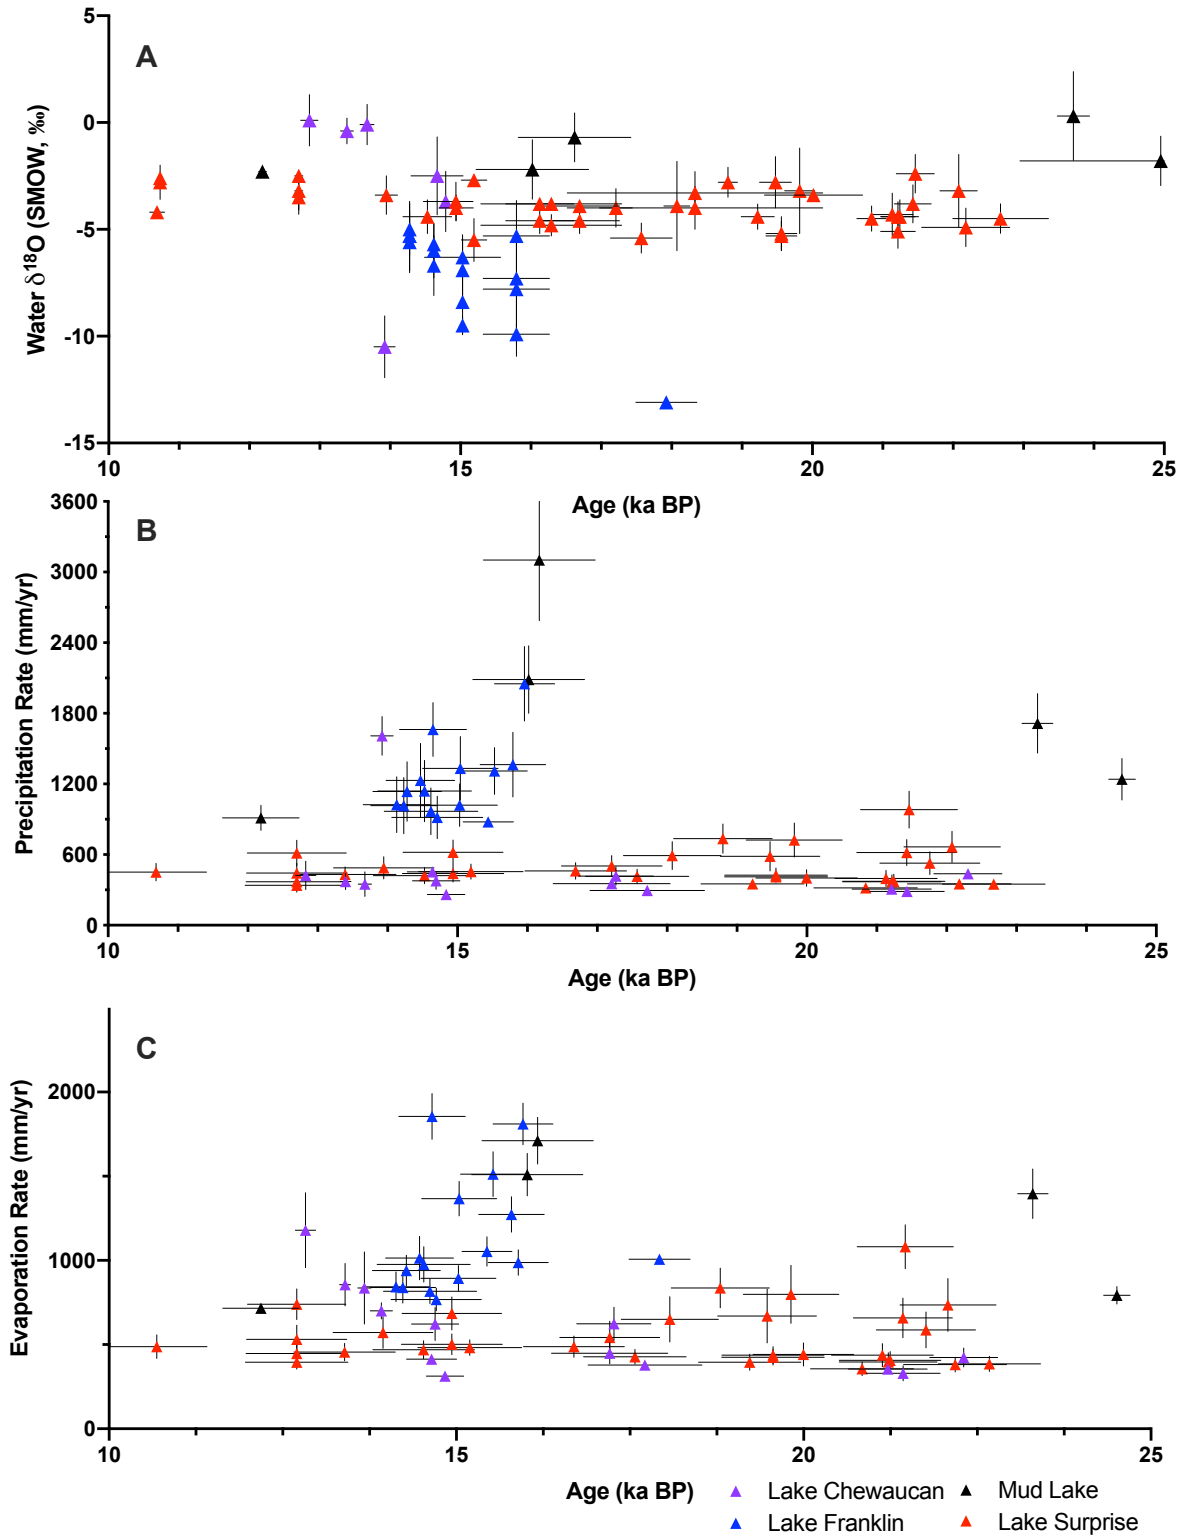 A
5
0
-5
-10
-15
Water δ¹⁸O (SMOW, ‰)
10 15 20 25
Age (ka BP)
B
3600
3000
2400
1800
1200
600
0
Precipitation Rate (mm/yr)
10 15 20 25
Age (ka BP)
C
2000
1000
0
Evaporation Rate (mm/yr)
10 15 20 25
Age (ka BP)
Lake Chewaucan Mud Lake
Lake Franklin Lake Surprise